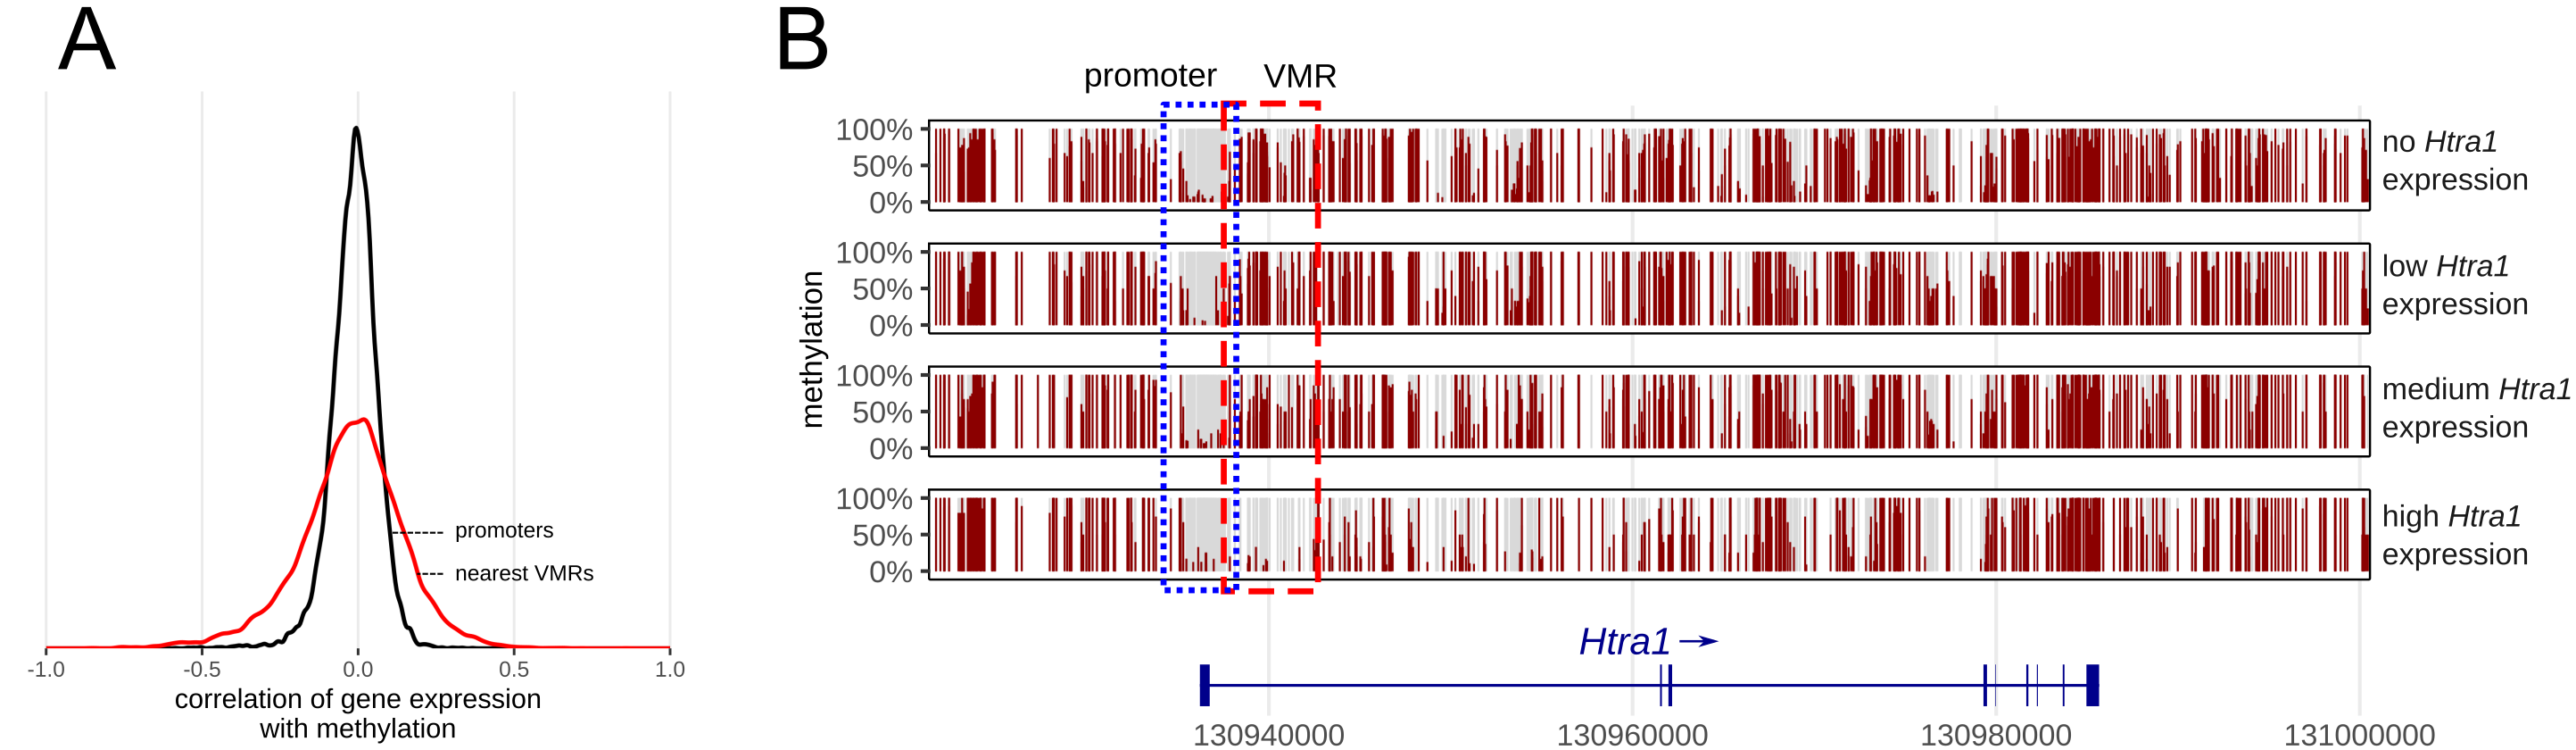 A
promoters
nearest VMRs
-1.0 -0.5 0.0 0.5 1.0
correlation of gene expression
with methylation
B
promoter VMR
methylation
100%
50%
0%
no Htra1
expression
100%
50%
0%
low Htra1
expression
100%
50%
0%
medium Htra1
expression
100%
50%
0%
high Htra1
expression
Htra1
130940000 130960000 130980000 131000000